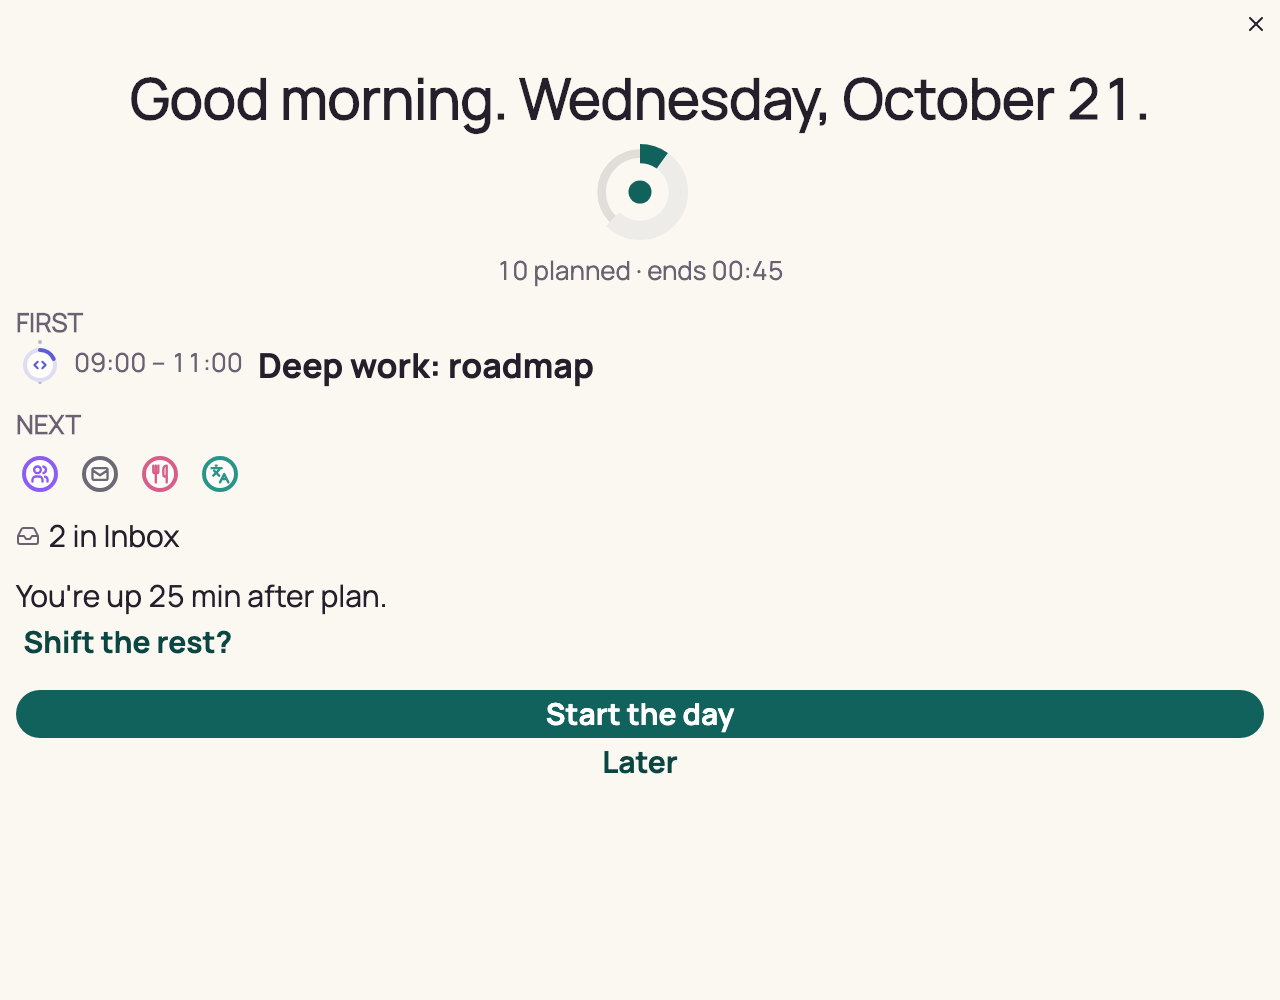 Good morning. Wednesday, October 21.
10 planned · ends 00:45
FIRST
09:00 – 11:00 Deep work: roadmap
NEXT
2 in Inbox
You're up 25 min after plan.
Shift the rest?
Start the day
Later